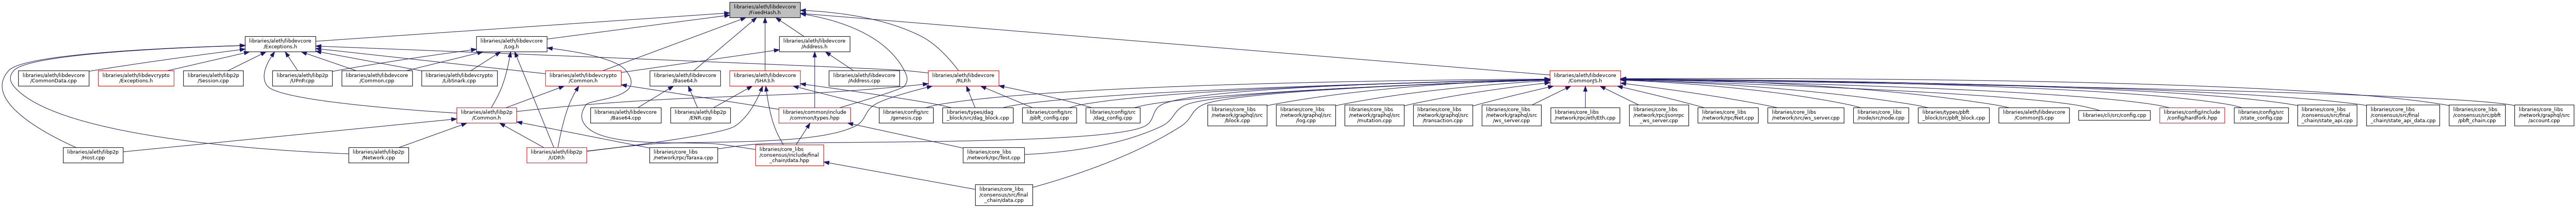 libraries/aleth/libdevcore
/FixedHash.h
libraries/aleth/libdevcore
/Exceptions.h
libraries/aleth/libdevcore
/Log.h
libraries/aleth/libdevcore
/Address.h
libraries/aleth/libdevcore
/CommonData.cpp
libraries/aleth/libdevcrypto
/Exceptions.h
libraries/aleth/libp2p
/Session.cpp
libraries/aleth/libp2p
/UPnP.cpp
libraries/aleth/libdevcore
/Common.cpp
libraries/aleth/libdevcrypto
/LibSnark.cpp
libraries/aleth/libdevcrypto
/Common.h
libraries/aleth/libdevcore
/Base64.h
libraries/aleth/libdevcore
/SHA3.h
libraries/aleth/libdevcore
/Address.cpp
libraries/aleth/libdevcore
/RLP.h
libraries/aleth/libdevcore
/CommonJS.h
libraries/aleth/libp2p
/Common.h
libraries/aleth/libdevcore
/Base64.cpp
libraries/aleth/libp2p
/ENR.cpp
libraries/common/include
/common/types.hpp
libraries/config/src
/genesis.cpp
libraries/types/dag
_block/src/dag_block.cpp
libraries/config/src
/pbft_config.cpp
libraries/config/src
/dag_config.cpp
libraries/core_libs
/network/graphql/src
/block.cpp
libraries/core_libs
/network/graphql/src
/log.cpp
libraries/core_libs
/network/graphql/src
/mutation.cpp
libraries/core_libs
/network/graphql/src
/transaction.cpp
libraries/core_libs
/network/graphql/src
/ws_server.cpp
libraries/core_libs
/network/rpc/eth/Eth.cpp
libraries/core_libs
/network/rpc/jsonrpc
_ws_server.cpp
libraries/core_libs
/network/rpc/Net.cpp
libraries/core_libs
/network/src/ws_server.cpp
libraries/core_libs
/node/src/node.cpp
libraries/types/pbft
_block/src/pbft_block.cpp
libraries/aleth/libdevcore
/CommonJS.cpp
libraries/cli/src/config.cpp
libraries/config/include
/config/hardfork.hpp
libraries/config/src
/state_config.cpp
libraries/core_libs
/consensus/src/final
_chain/state_api.cpp
libraries/core_libs
/consensus/src/final
_chain/state_api_data.cpp
libraries/core_libs
/consensus/src/pbft
/pbft_chain.cpp
libraries/core_libs
/network/graphql/src
/account.cpp
libraries/aleth/libp2p
/Host.cpp
libraries/aleth/libp2p
/Network.cpp
libraries/aleth/libp2p
/UDP.h
libraries/core_libs
/network/rpc/Taraxa.cpp
libraries/core_libs
/consensus/include/final
_chain/data.hpp
libraries/core_libs
/network/rpc/Test.cpp
libraries/core_libs
/consensus/src/final
_chain/data.cpp